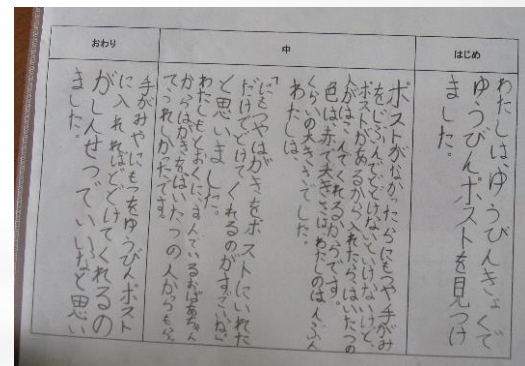 はじめ
わたしは、ゆうびんきょくで
ゆうびんポストを見つけ
ました。
中
ポストがなかったらにもつや手がみ
をじぶんでとどけないといけないけど、
ポストがあるから入れたらはいたつの
人がはこんでくれるからです。
色は、赤で大きさは、わたしのはんぶん
くらいの大きさでした。
わたしは、
「にもつやはがきをポストにいれた
だけでとどけてくれるのがすごいね」
と思いました。
わたしもとおくにすんでいるおばあちゃん
からはがきをはいたつの人からもらっ
てうれしかったです。
おわり
手がみやにもつをゆうびんポスト
に入れればとどけてくれるの
がしんせつでいいなと思い
ました。